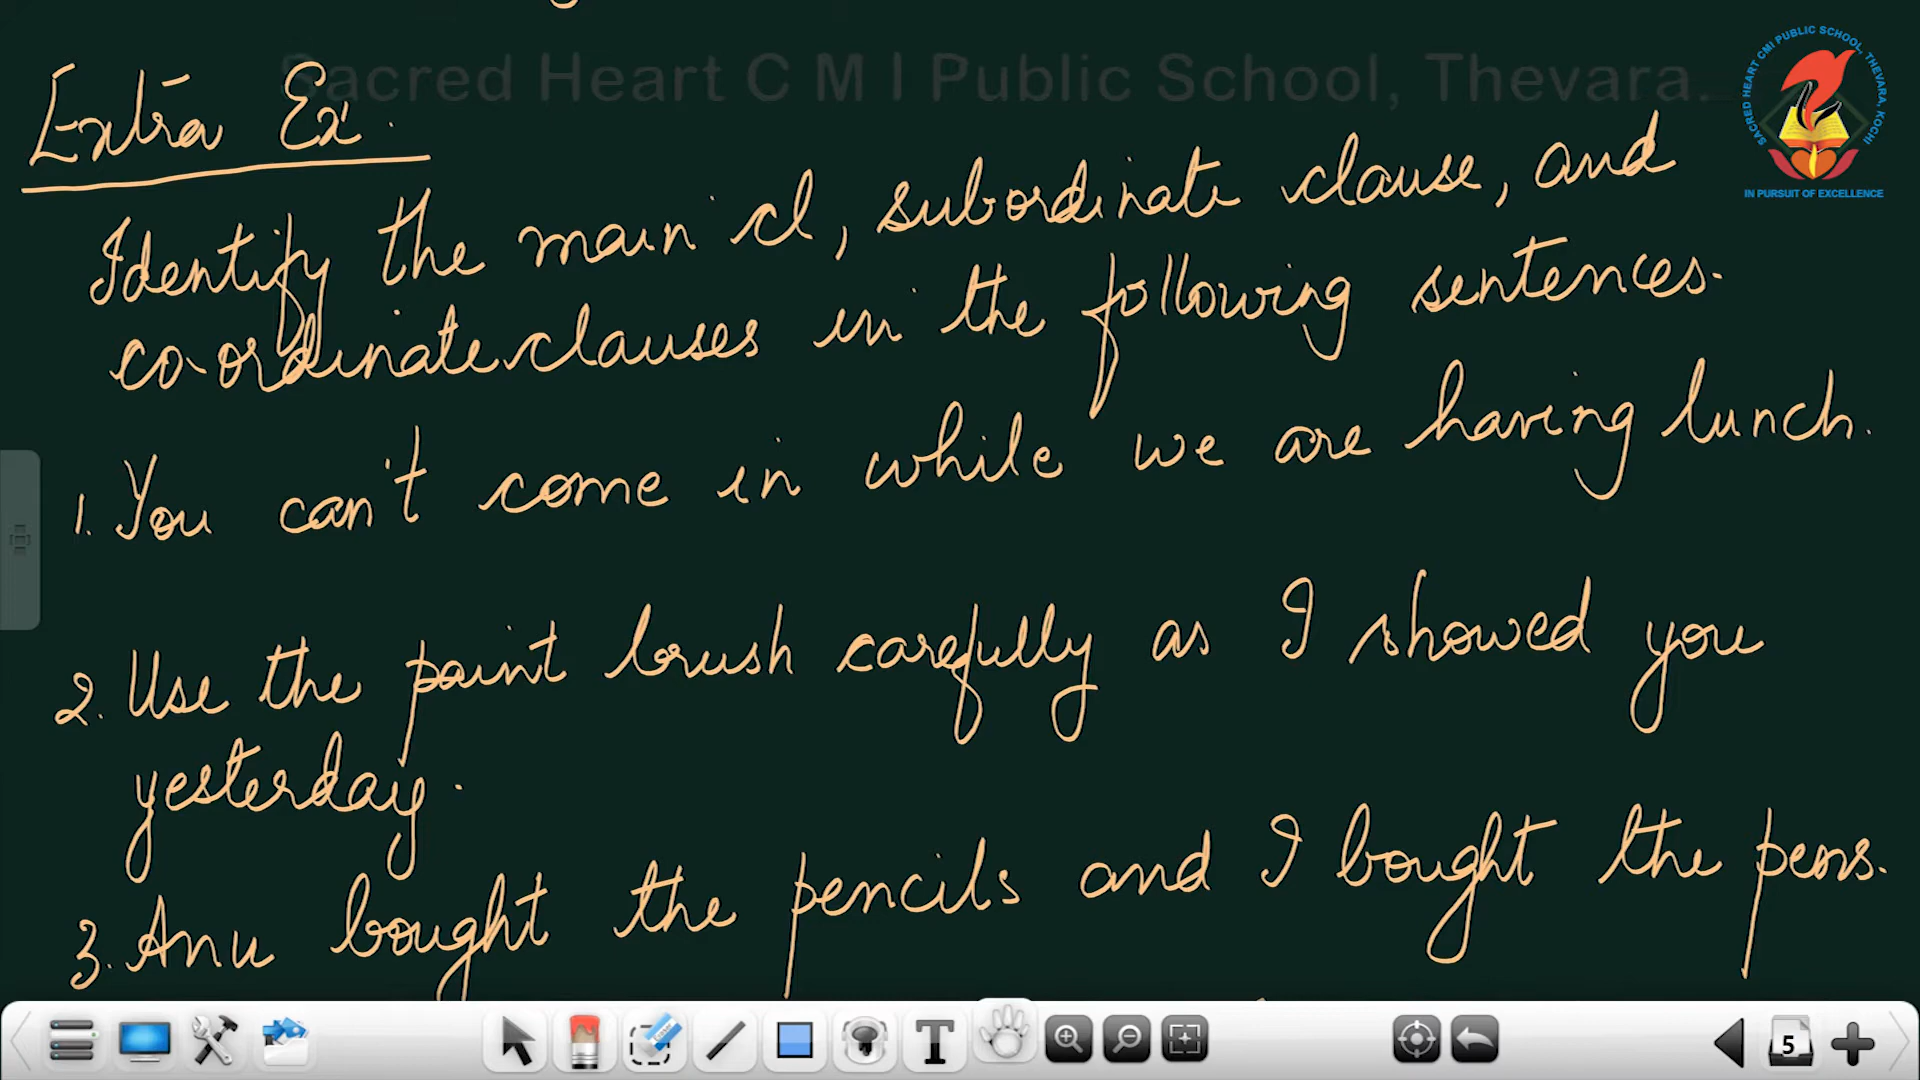 Sacred Heart C M I Public School, Thevara...
SACRED HEART CMI PUBLIC SCHOOL, THEVARA, KOCHI
IN PURSUIT OF EXCELLENCE
Extra Ex.
Identify the main cl, subordinate clause, and
co-ordinate clauses in the following sentences.
1. You can't come in while we are having lunch.
2. Use the paint brush carefully as I showed you
yesterday.
3. Anu bought the pencils and I bought the pens.
T
5